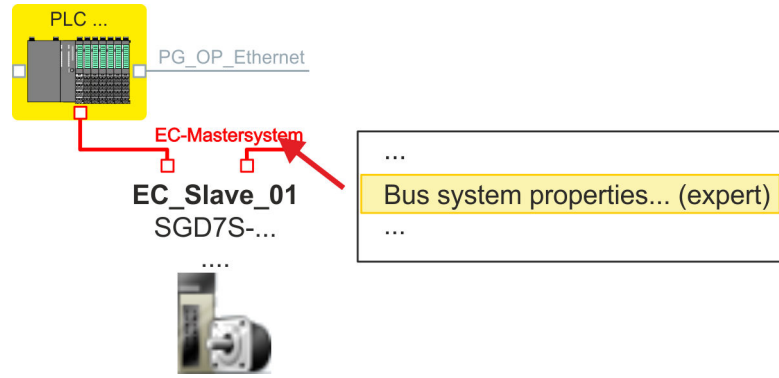 PLC ...
PG_OP_Ethernet
EC-Mastersystem
EC_Slave_01
SGD7S-...
....
...
Bus system properties... (expert)
...